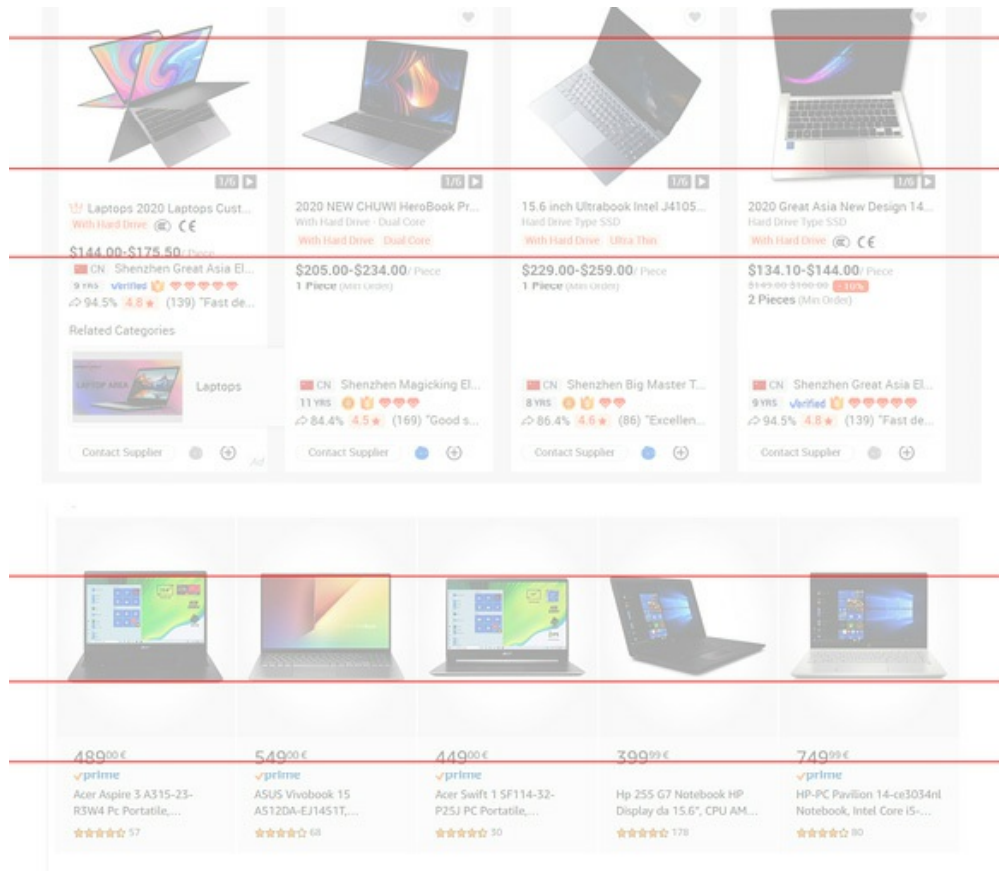 1/6
1/6
1/6
1/6
Laptops 2020 Laptops Cust...
With Hard Drive CE
$144.00-$175.50/ Piece
CN Shenzhen Great Asia El...
9 YRS Verified
94.5% 4.8 ★ (139) "Fast de...
Related Categories
LAPTOP AREA
Laptops
Contact Supplier
Ad
2020 NEW CHUWI HeroBook Pr...
With Hard Drive · Dual Core
With Hard Drive Dual Core
$205.00-$234.00/ Piece
1 Piece (Min Order)
CN Shenzhen Magicking El...
11 YRS
84.4% 4.5 ★ (169) "Good s...
Contact Supplier
15.6 inch Ultrabook Intel J4105...
Hard Drive Type SSD
With Hard Drive Ultra Thin
$229.00-$259.00/ Piece
1 Piece (Min Order)
CN Shenzhen Big Master T...
8 YRS
86.4% 4.6 ★ (86) "Excellen...
Contact Supplier
2020 Great Asia New Design 14...
Hard Drive Type SSD
With Hard Drive CE
$134.10-$144.00/ Piece
$149.00-$160.00 -10%
2 Pieces (Min Order)
CN Shenzhen Great Asia El...
9 YRS Verified
94.5% 4.8 ★ (139) "Fast de...
Contact Supplier
489,00 €
prime
Acer Aspire 3 A315-23-
R3W4 Pc Portatile,...
57
549,00 €
ASUS Vivobook 15
A512DA-EJ1451T,...
68
449,00 €
prime
Acer Swift 1 SF114-32-
P25J PC Portatile,...
30
399,99 €
Hp 255 G7 Notebook HP
Display da 15.6", CPU AM...
178
749,99 €
prime
HP-PC Pavilion 14-ce3034nl
Notebook, Intel Core i5-...
80